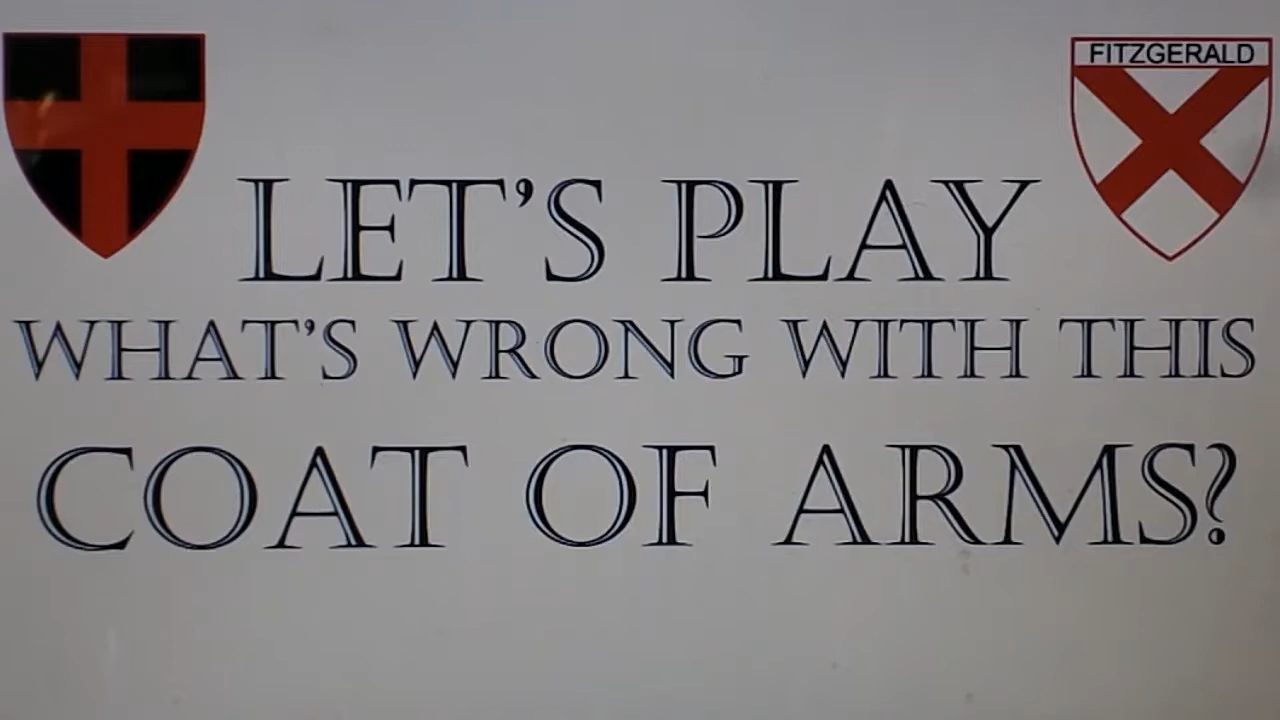 FITZGERALD
LET'S PLAY
WHAT'S WRONG WITH THIS
COAT OF ARMS?